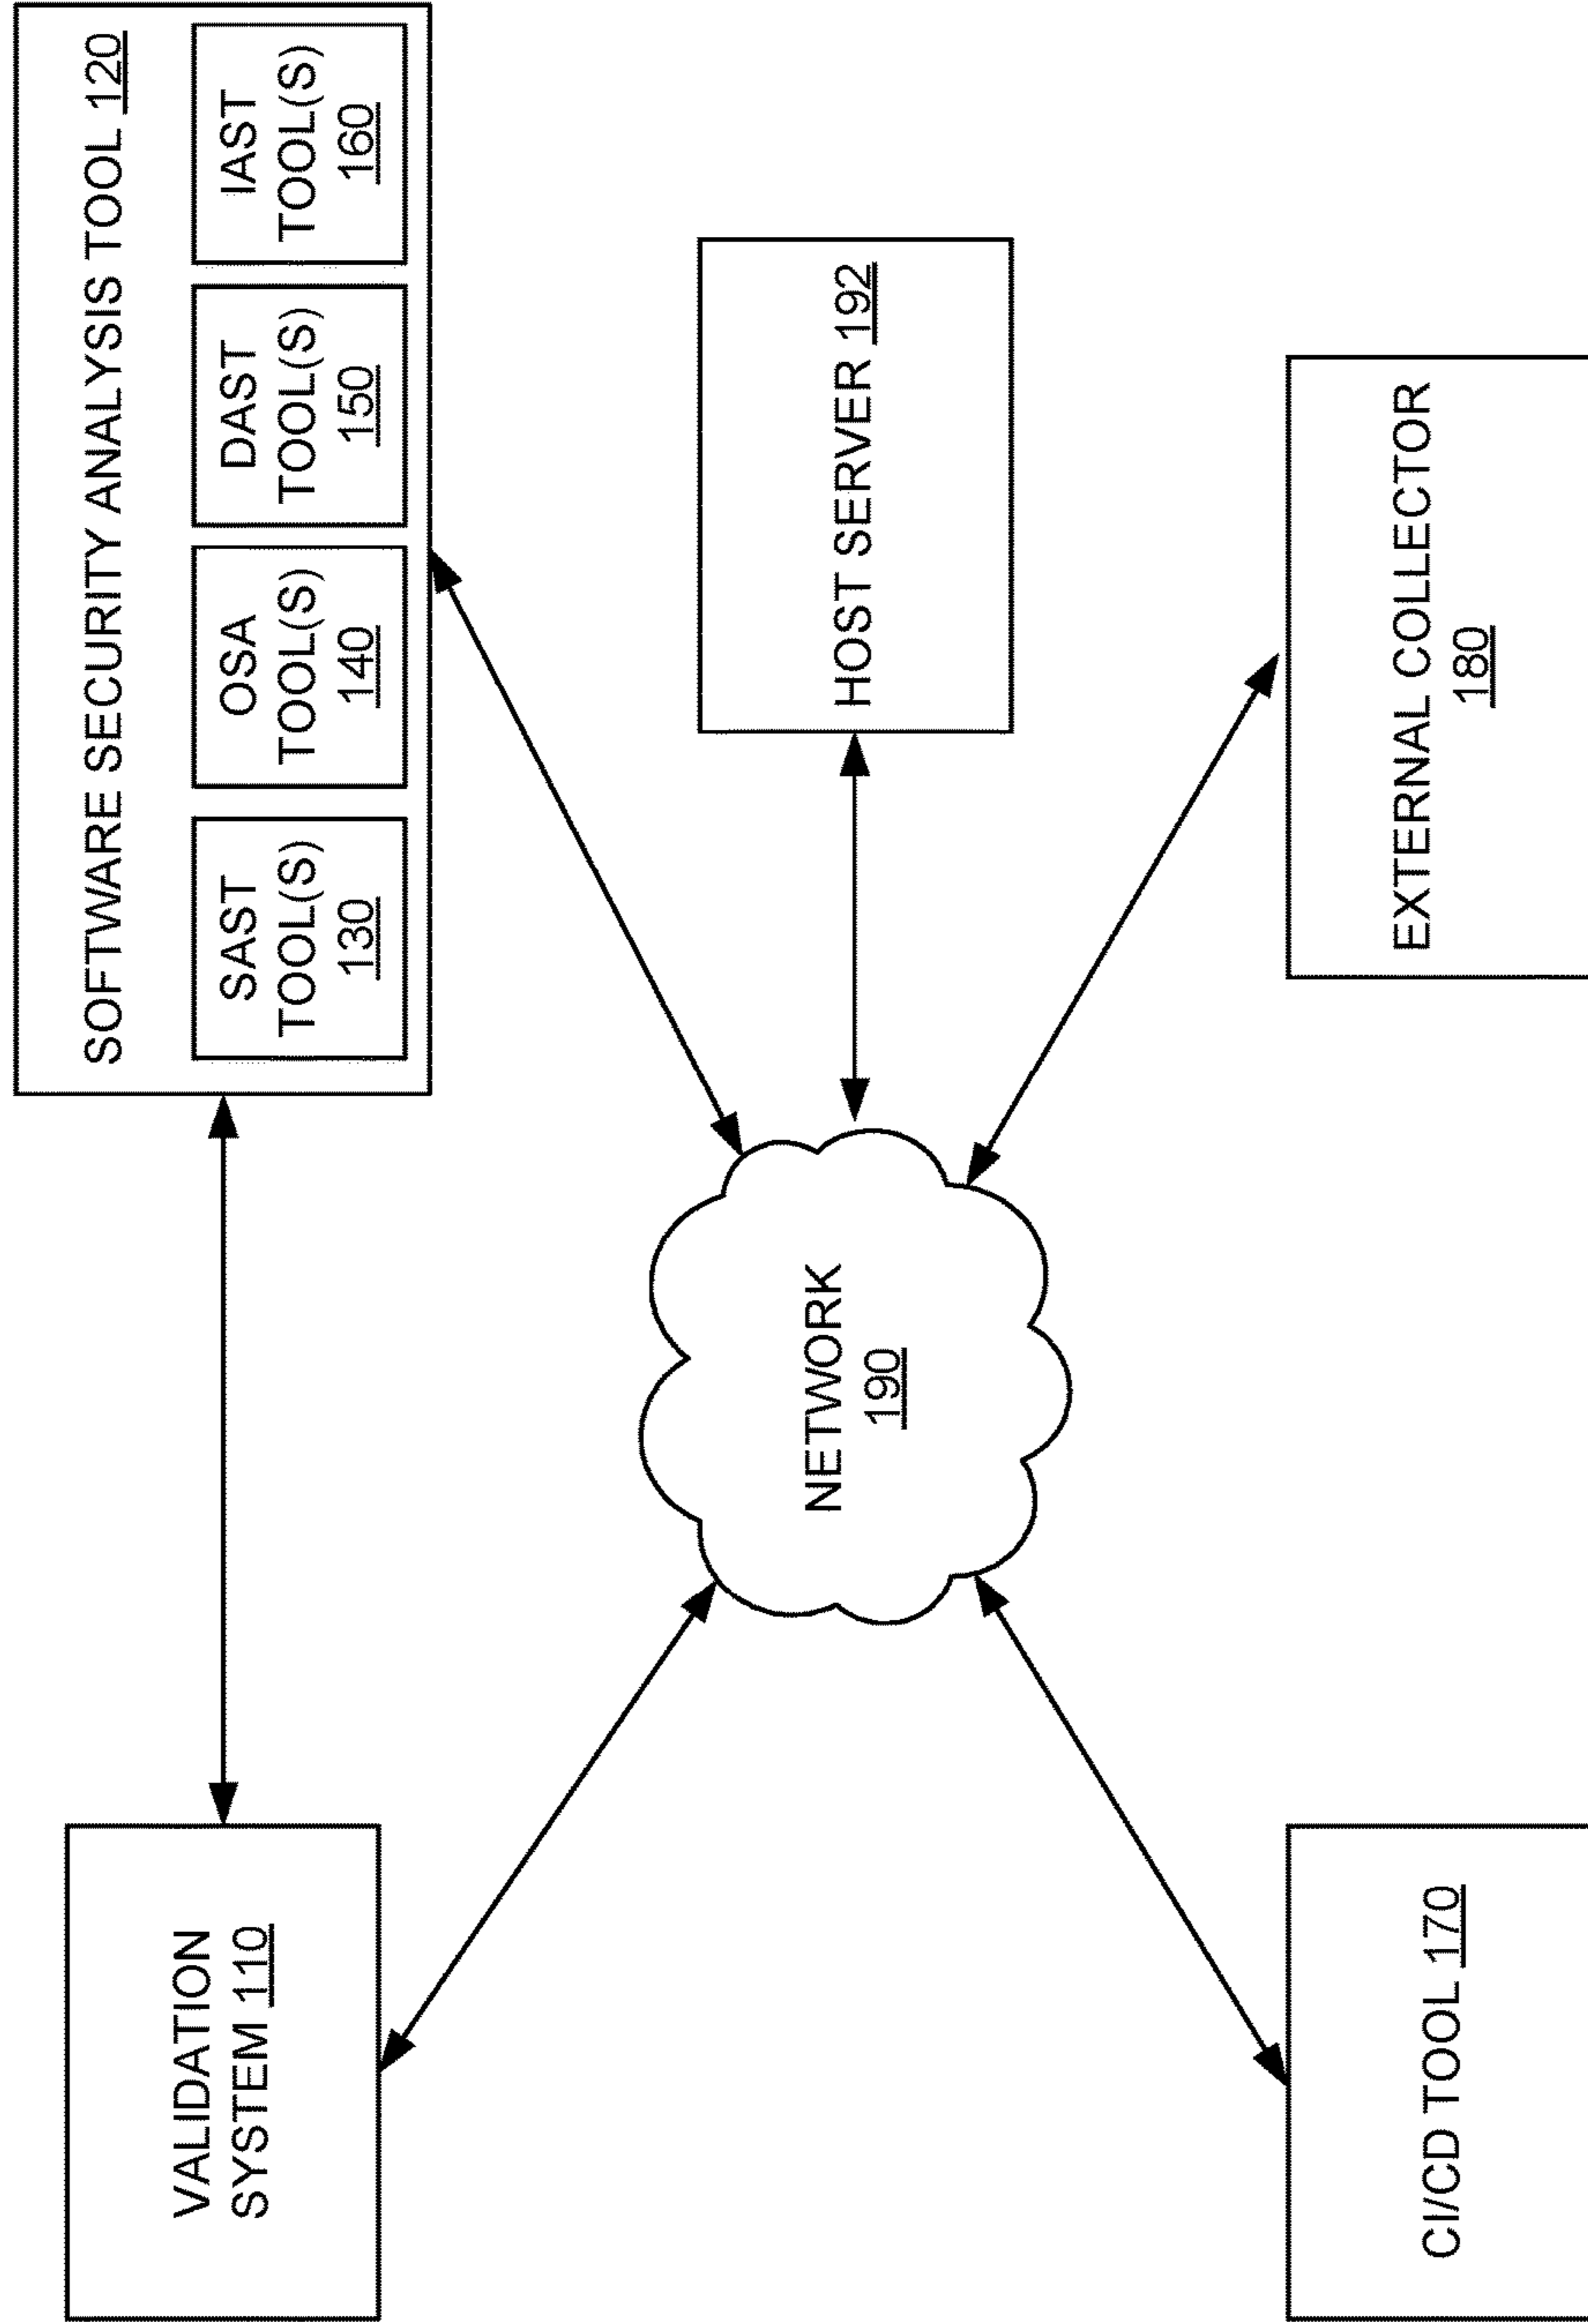 VALIDATION
SYSTEM 110
SOFTWARE SECURITY ANALYSIS TOOL 120
SAST
TOOL(S)
130
OSA
TOOL(S)
140
DAST
TOOL(S)
150
IAST
TOOL(S)
160
NETWORK
190
HOST SERVER 192
CI/CD TOOL 170
EXTERNAL COLLECTOR
180